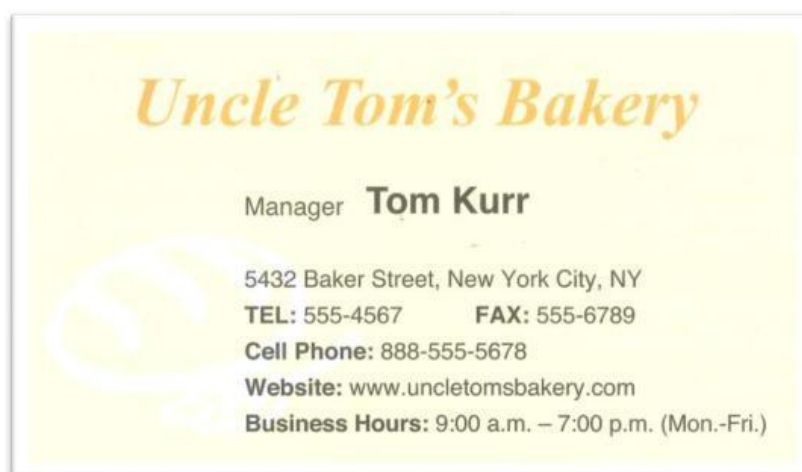 Uncle Tom's Bakery
Manager Tom Kurr
5432 Baker Street, New York City, NY
TEL: 555-4567 FAX: 555-6789
Cell Phone: 888-555-5678
Website: www.uncletomsbakery.com
Business Hours: 9:00 a.m. – 7:00 p.m. (Mon.-Fri.)